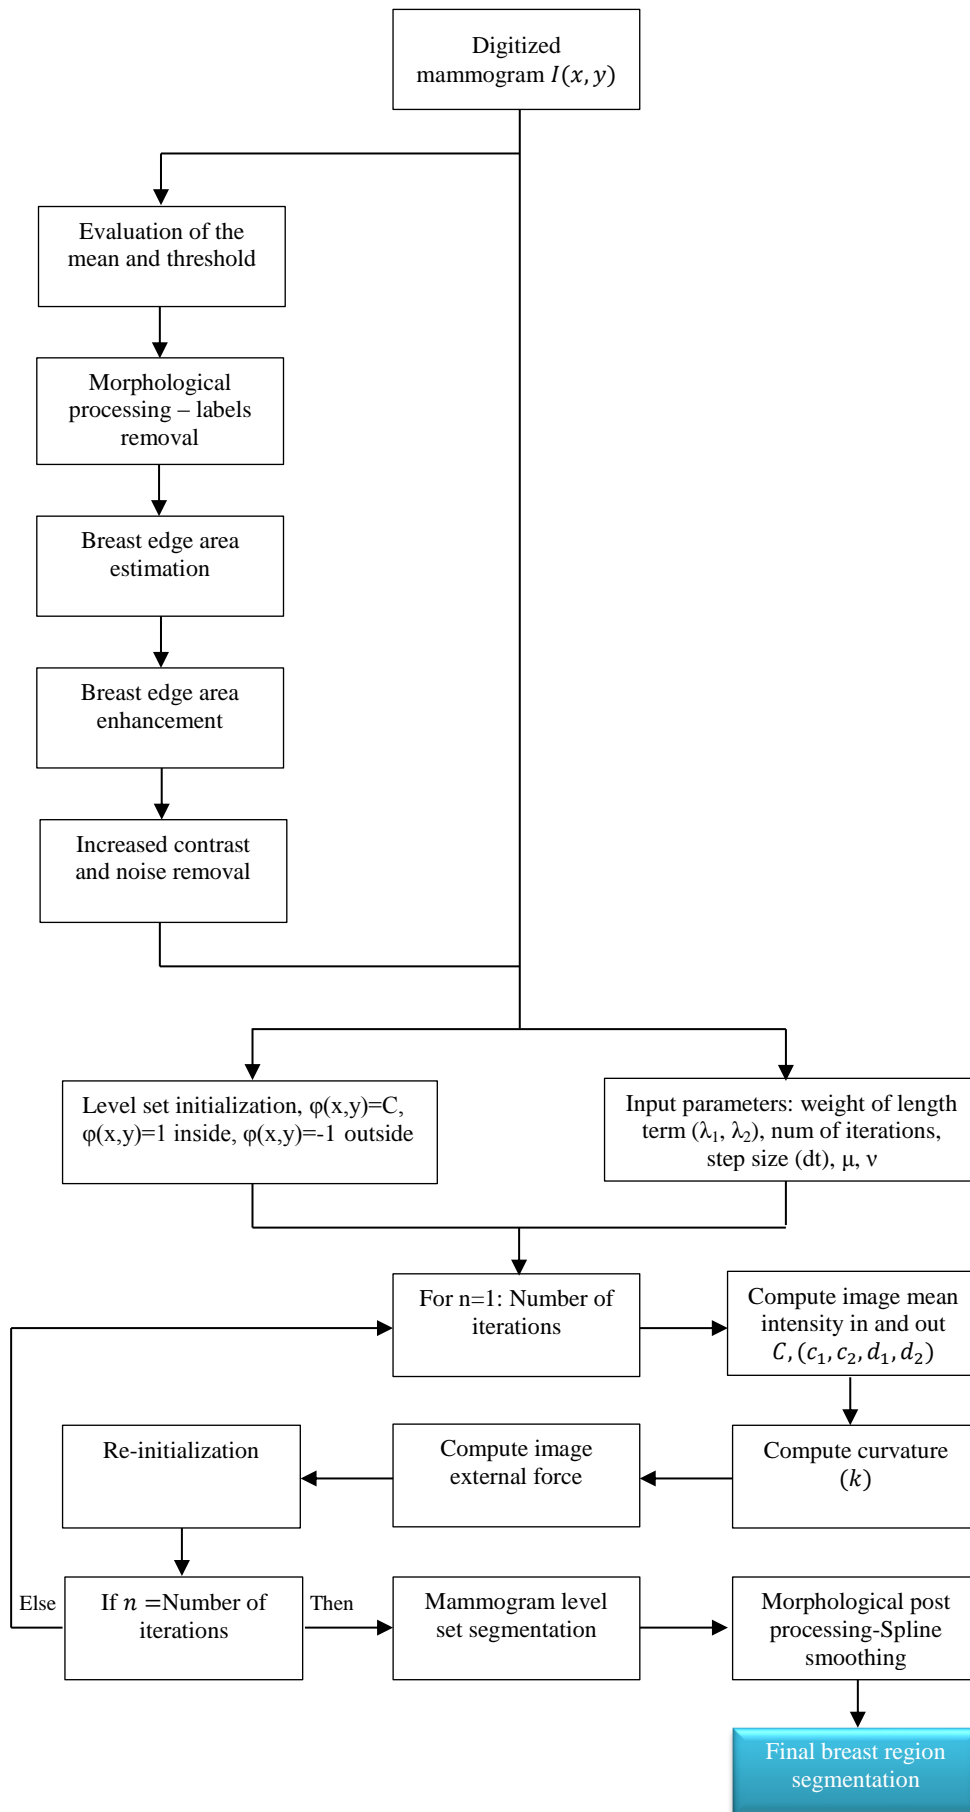 Digitized
mammogram I(x, y)
Evaluation of the
mean and threshold
Morphological
processing – labels
removal
Breast edge area
estimation
Breast edge area
enhancement
Increased contrast
and noise removal
Level set initialization, φ(x,y)=C,
φ(x,y)=1 inside, φ(x,y)=-1 outside
Input parameters: weight of length
term (λ₁, λ₂), num of iterations,
step size (dt), μ, ν
For n=1: Number of
iterations
Compute image mean
intensity in and out
C, (c₁, c₂, d₁, d₂)
Re-initialization
Compute image
external force
Compute curvature
(k)
Else
If n =Number of
iterations
Then
Mammogram level
set segmentation
Morphological post
processing-Spline
smoothing
Final breast region
segmentation